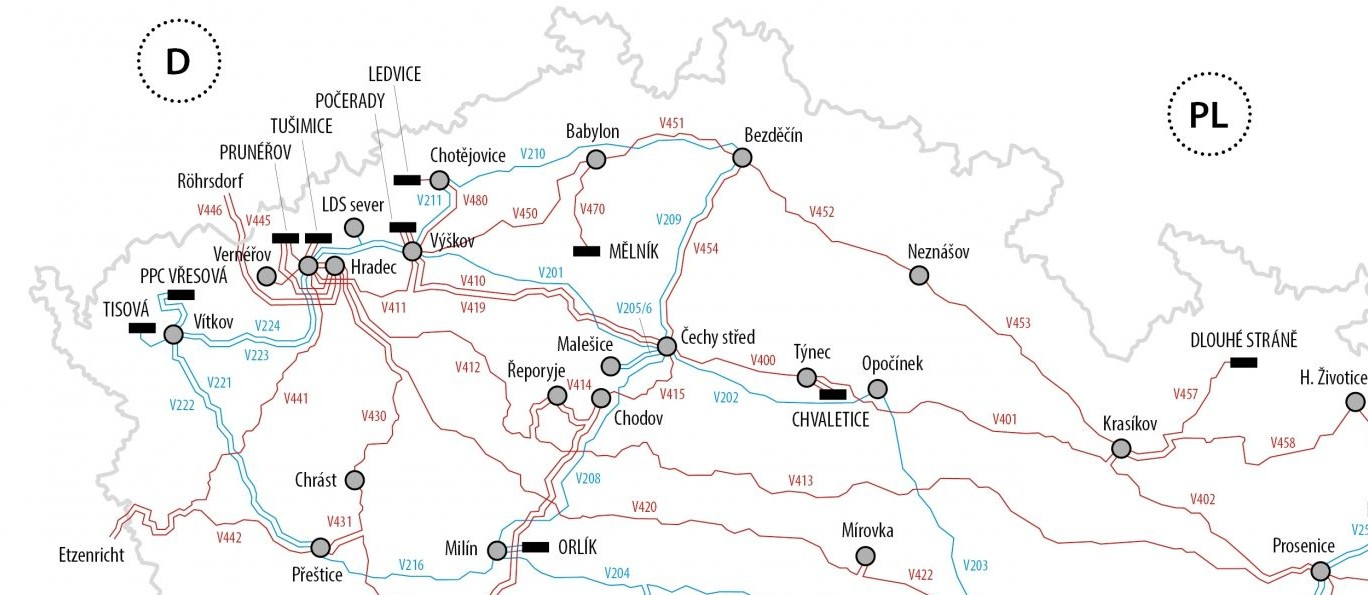 D
PL
LEDVICE
POČERADY
TUŠIMICE
PRUNÉŘOV
Röhrsdorf
V446
V445
LDS sever
Vernéřov
PPC VŘESOVÁ
TISOVÁ
Vítkov
V224
V223
V221
V222
Hradec
Chotějovice
V210
V211
V480
Výškov
Babylon
V451
Bezděčín
V450
V470
MĚLNÍK
V209
V454
V452
Neznášov
V453
V201
V410
V411
V419
V205/6
Malešice
Čechy střed
Řeporyje
V412
V414
Chodov
V415
V400
Týnec
Opočínek
V202
CHVALETICE
V401
DLOUHÉ STRÁNĚ
V457
H. Životice
Krasíkov
V458
V402
V441
V430
Chrást
V431
V442
Etzenricht
Přeštice
V216
Milín
ORLÍK
V208
V204
V413
V420
Mírovka
V422
V203
Prosenice
V25